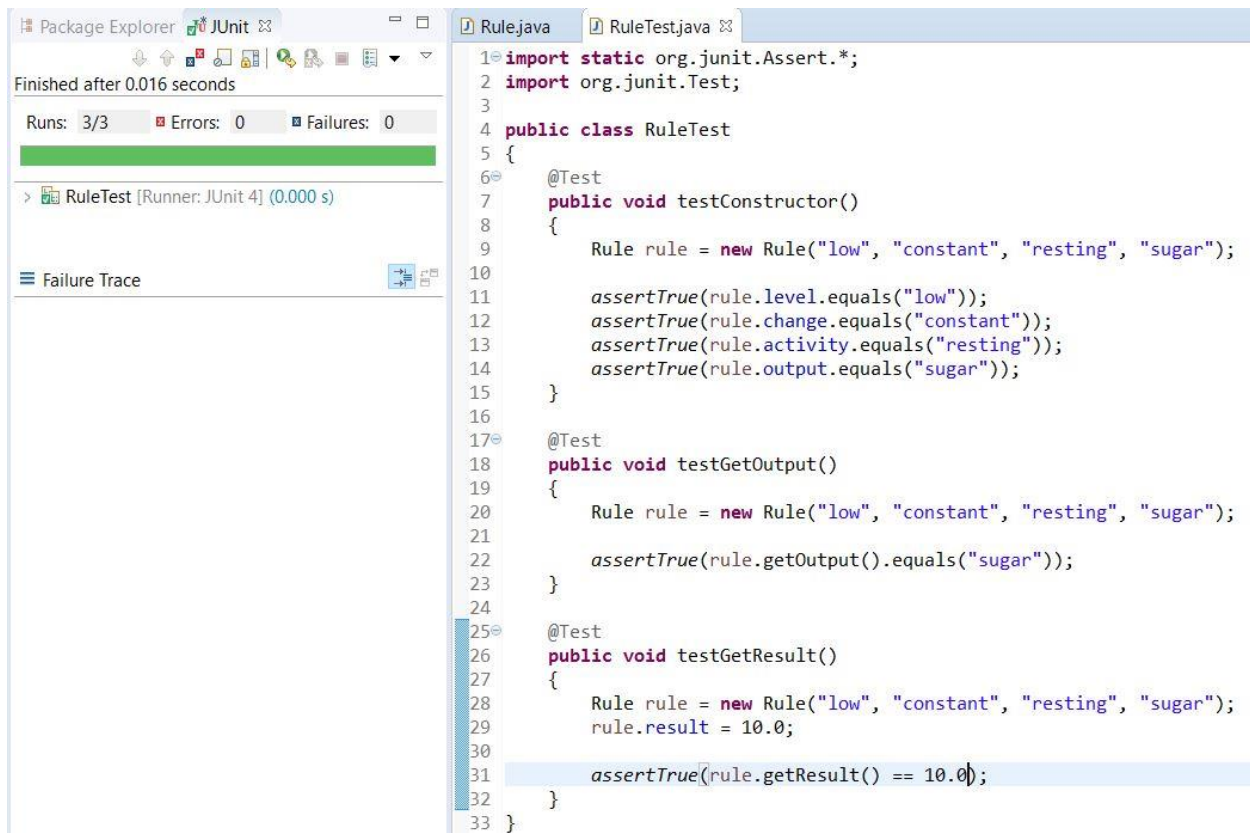 Package Explorer JUnit
Finished after 0.016 seconds
Runs: 3/3 Errors: 0 Failures: 0
RuleTest [Runner: JUnit 4] (0.000 s)
Failure Trace
Rule.java RuleTest.java
1 import static org.junit.Assert.*;
2 import org.junit.Test;
3
4 public class RuleTest
5 {
6 @Test
7 public void testConstructor()
8 {
9 Rule rule = new Rule("low", "constant", "resting", "sugar");
10
11 assertTrue(rule.level.equals("low"));
12 assertTrue(rule.change.equals("constant"));
13 assertTrue(rule.activity.equals("resting"));
14 assertTrue(rule.output.equals("sugar"));
15 }
16
17 @Test
18 public void testGetOutput()
19 {
20 Rule rule = new Rule("low", "constant", "resting", "sugar");
21
22 assertTrue(rule.getOutput().equals("sugar"));
23 }
24
25 @Test
26 public void testGetResult()
27 {
28 Rule rule = new Rule("low", "constant", "resting", "sugar");
29 rule.result = 10.0;
30
31 assertTrue(rule.getResult() == 10.0);
32 }
33 }